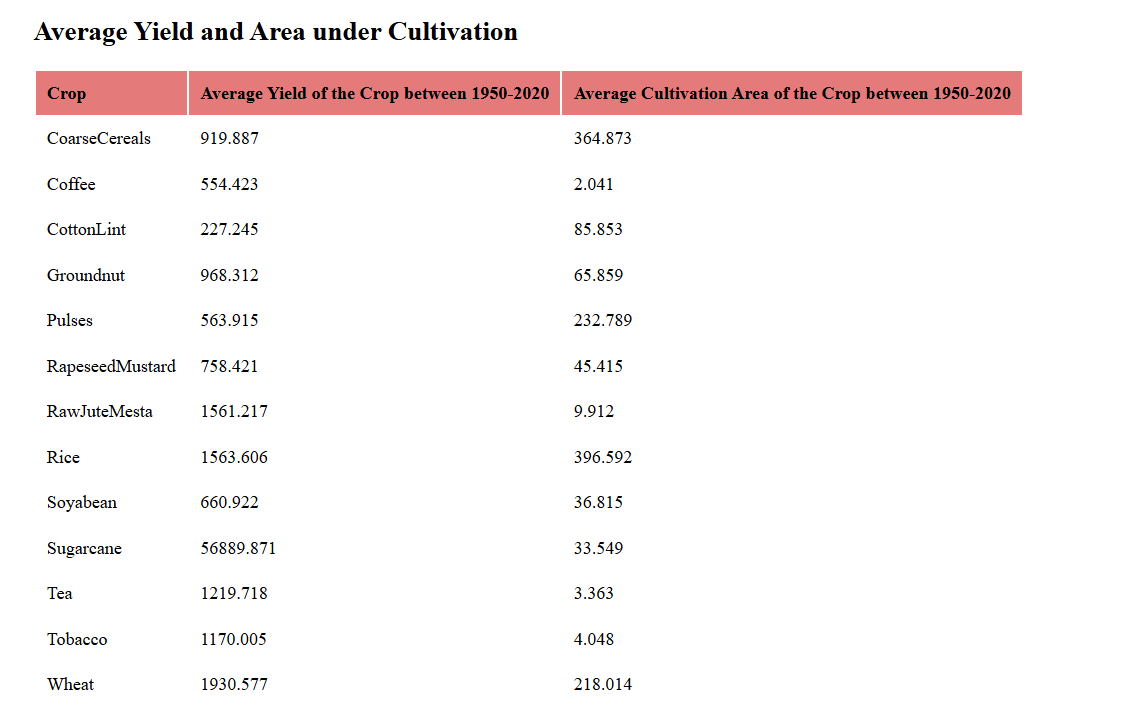 Average Yield and Area under Cultivation
Crop Average Yield of the Crop between 1950-2020 Average Cultivation Area of the Crop between 1950-2020
CoarseCereals 919.887 364.873
Coffee 554.423 2.041
CottonLint 227.245 85.853
Groundnut 968.312 65.859
Pulses 563.915 232.789
RapeseedMustard 758.421 45.415
RawJuteMesta 1561.217 9.912
Rice 1563.606 396.592
Soyabean 660.922 36.815
Sugarcane 56889.871 33.549
Tea 1219.718 3.363
Tobacco 1170.005 4.048
Wheat 1930.577 218.014